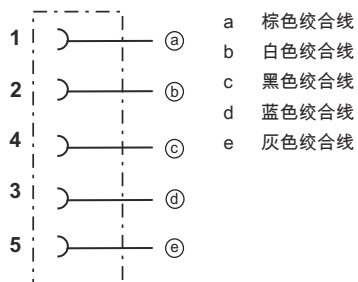 1 ⓐ
2 ⓑ
4 ⓒ
3 ⓓ
5 ⓔ
a 棕色绞合线
b 白色绞合线
c 黑色绞合线
d 蓝色绞合线
e 灰色绞合线